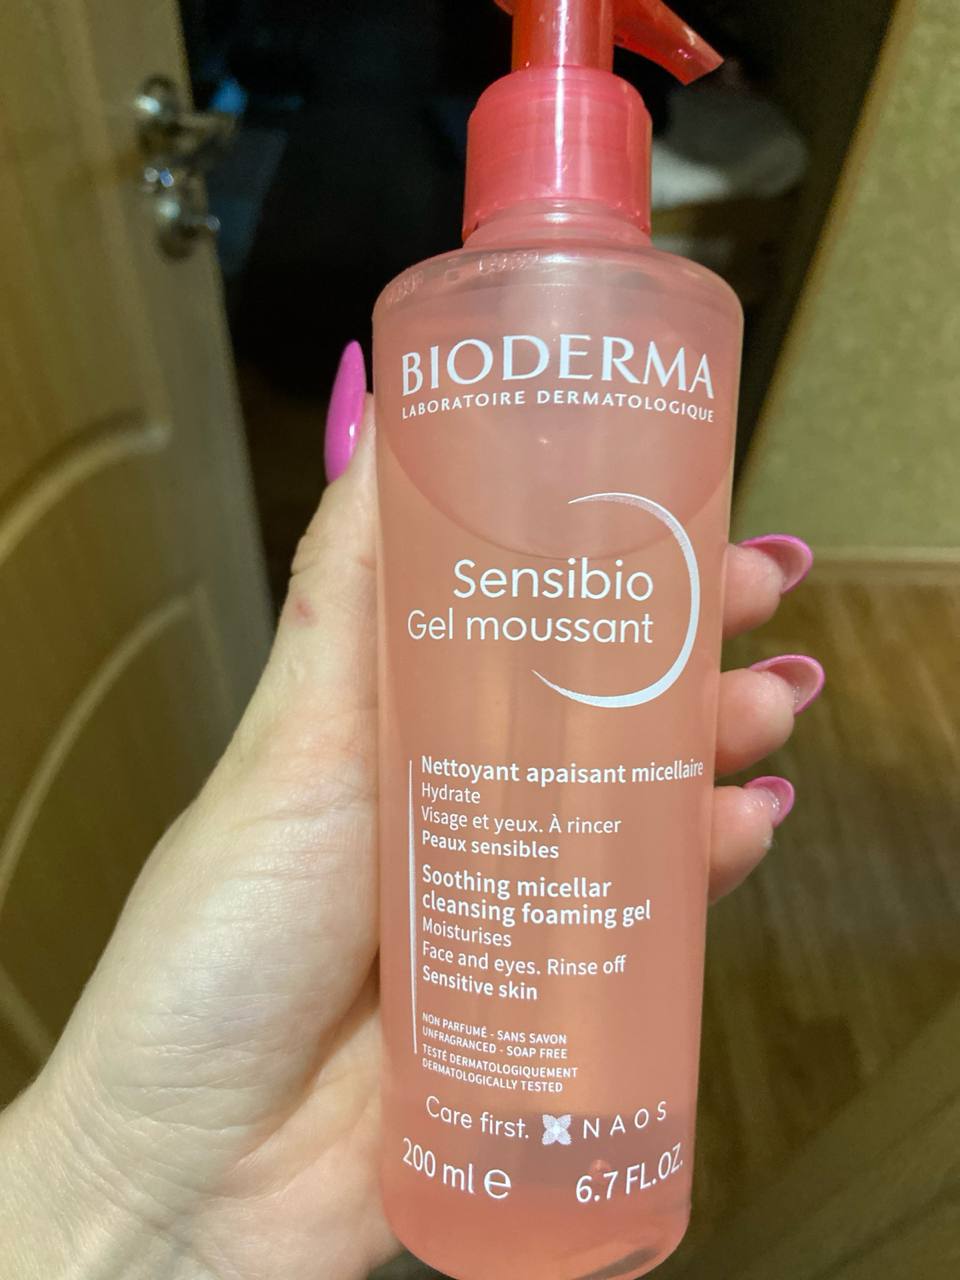 BIODERMA
LABORATOIRE DERMATOLOGIQUE
Sensibio
Gel moussant
Nettoyant apaisant micellaire
Hydrate
Visage et yeux. À rincer
Peaux sensibles
Soothing micellar
cleansing foaming gel
Moisturises
Face and eyes. Rinse off
Sensitive skin
NON PARFUMÉ - SANS SAVON
UNFRAGRANCED - SOAP FREE
TESTÉ DERMATOLOGIQUEMENT
DERMATOLOGICALLY TESTED
Care first. NAOS
200 ml e 6.7 FL.OZ.